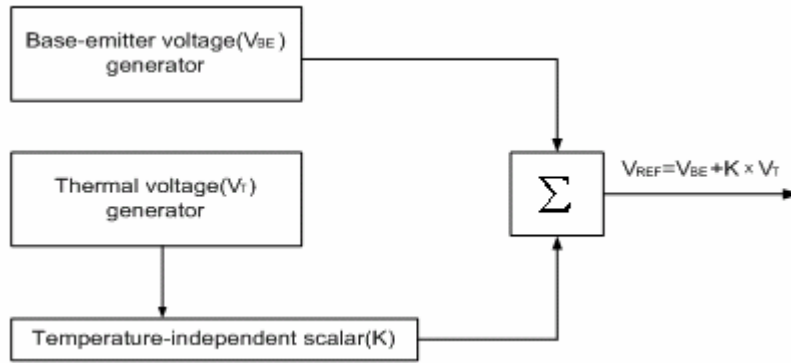 Base-emitter voltage(VBE)
generator
Thermal voltage(VT)
generator
Σ
VREF=VBE+K × VT
Temperature-independent scalar(K)